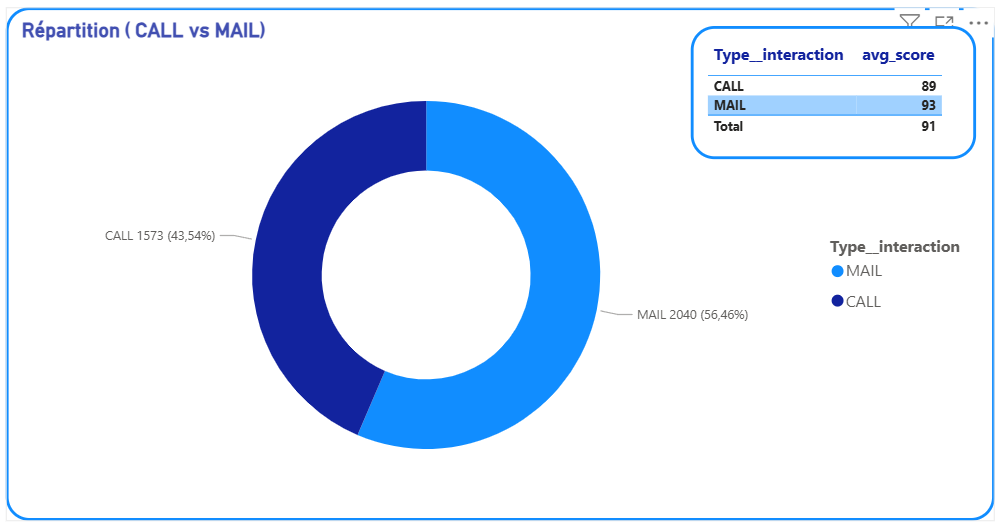 Répartition ( CALL vs MAIL)
Type__interaction avg_score
CALL 89
MAIL 93
Total 91
CALL 1573 (43,54%)
MAIL 2040 (56,46%)
Type__interaction
MAIL
CALL